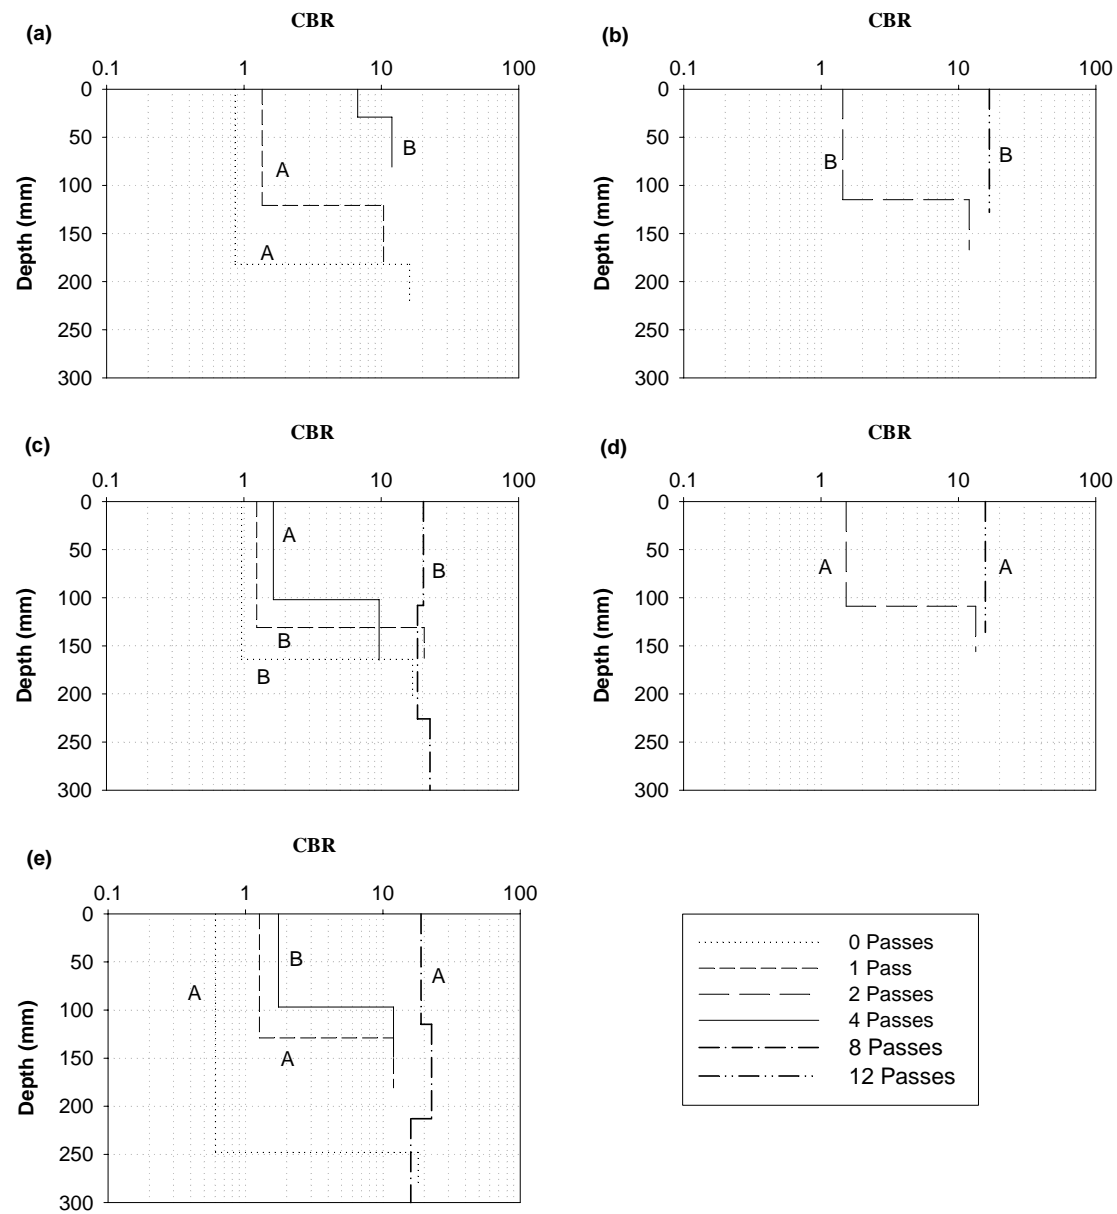 (a)
CBR
0.1 1 10 100
0
50
100
150
200
250
300
Depth (mm)
A
A
B
(b)
CBR
0.1 1 10 100
0
50
100
150
200
250
300
Depth (mm)
B
B
(c)
CBR
0.1 1 10 100
0
50
100
150
200
250
300
Depth (mm)
A
B
B
B
(d)
CBR
0.1 1 10 100
0
50
100
150
200
250
300
Depth (mm)
A
A
(e)
CBR
0.1 1 10 100
0
50
100
150
200
250
300
Depth (mm)
B
A
A
A
0 Passes
1 Pass
2 Passes
4 Passes
8 Passes
12 Passes